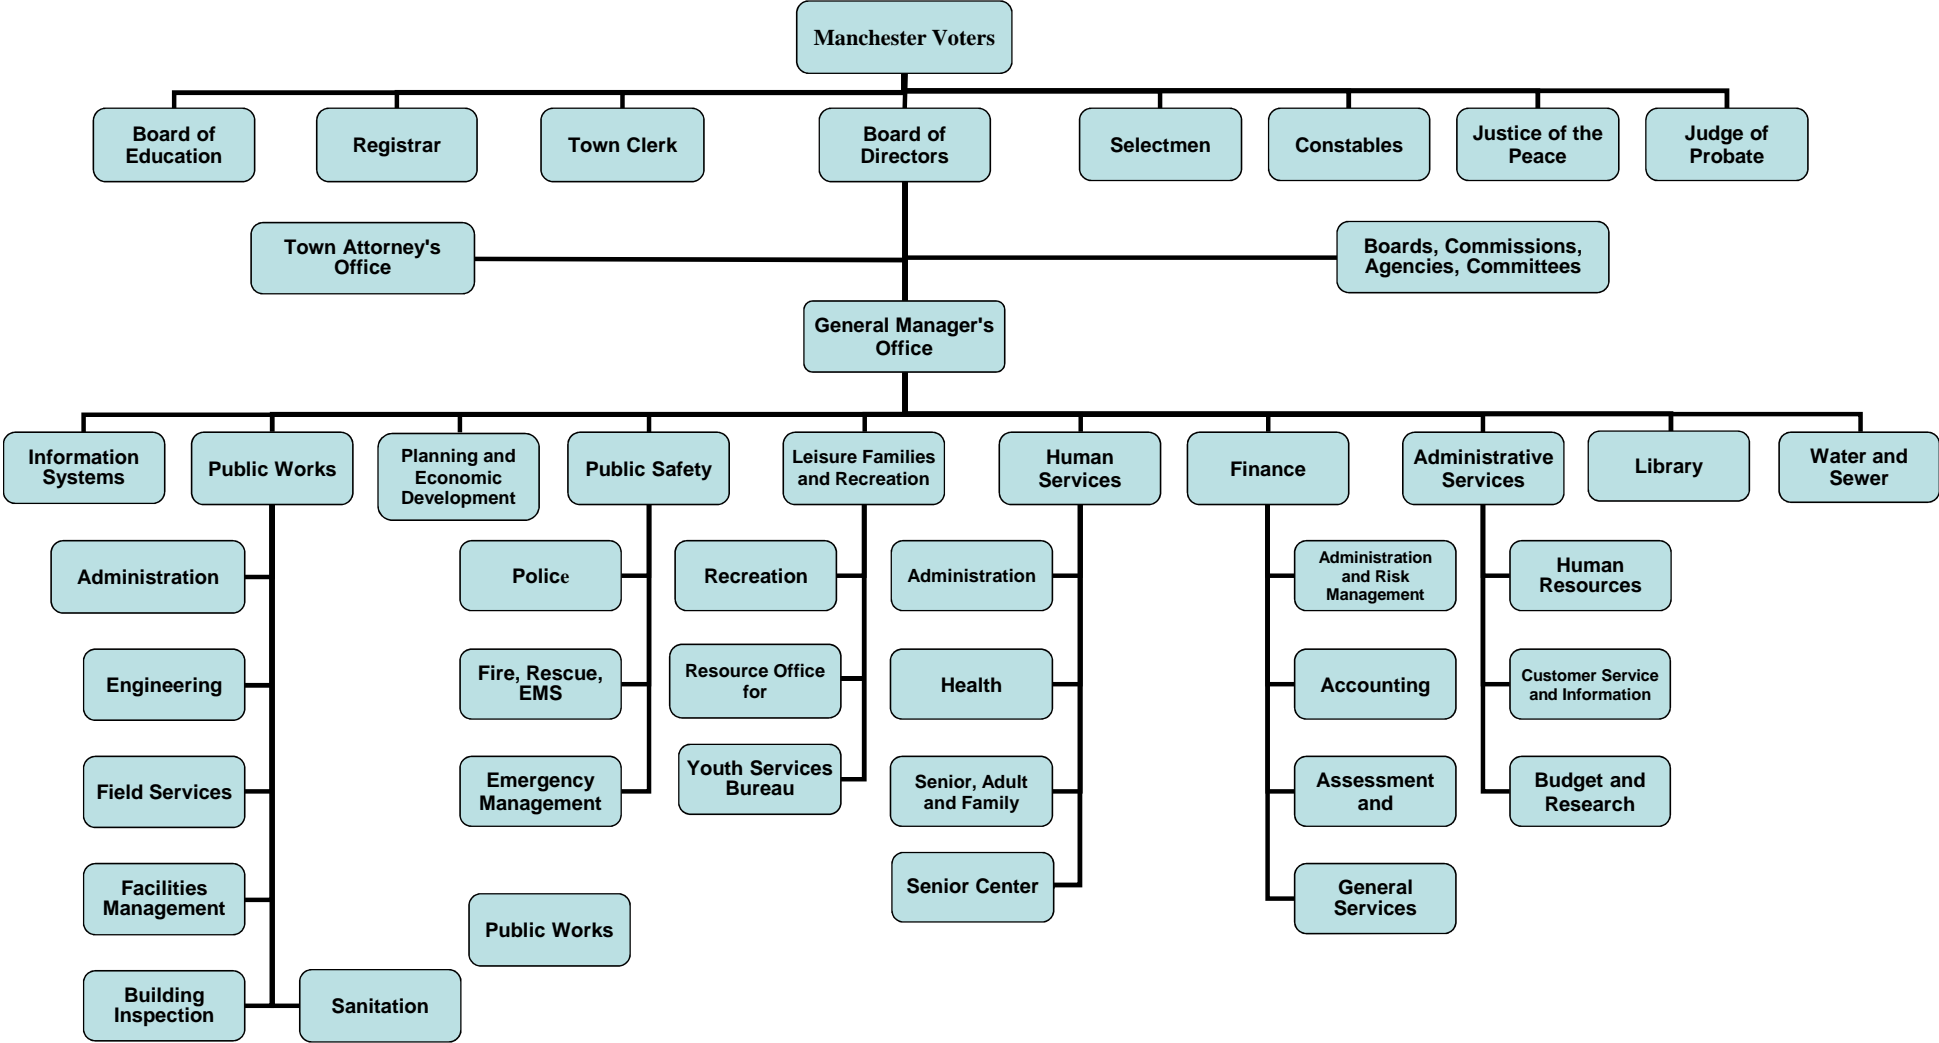 Manchester Voters
Board of
Education
Registrar
Town Clerk
Board of
Directors
Selectmen
Constables
Justice of the
Peace
Judge of
Probate
Town Attorney's
Office
Boards, Commissions,
Agencies, Committees
General Manager's
Office
Information
Systems
Public Works
Planning and
Economic
Development
Public Safety
Leisure Families
and Recreation
Human
Services
Finance
Administrative
Services
Library
Water and
Sewer
Administration
Police
Recreation
Administration
Administration
and Risk
Management
Human
Resources
Engineering
Fire, Rescue,
EMS
Resource Office
for
Health
Accounting
Customer Service
and Information
Field Services
Emergency
Management
Youth Services
Bureau
Senior, Adult
and Family
Assessment
and
Budget and
Research
Facilities
Management
Public Works
Senior Center
General
Services
Building
Inspection
Sanitation